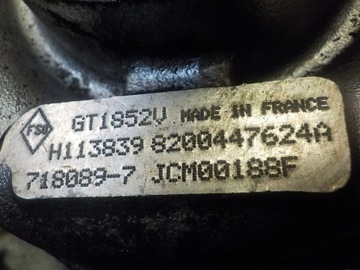 GT1852V MADE IN FRANCE
H113839 8200447624A
718089-7 JCM00188F